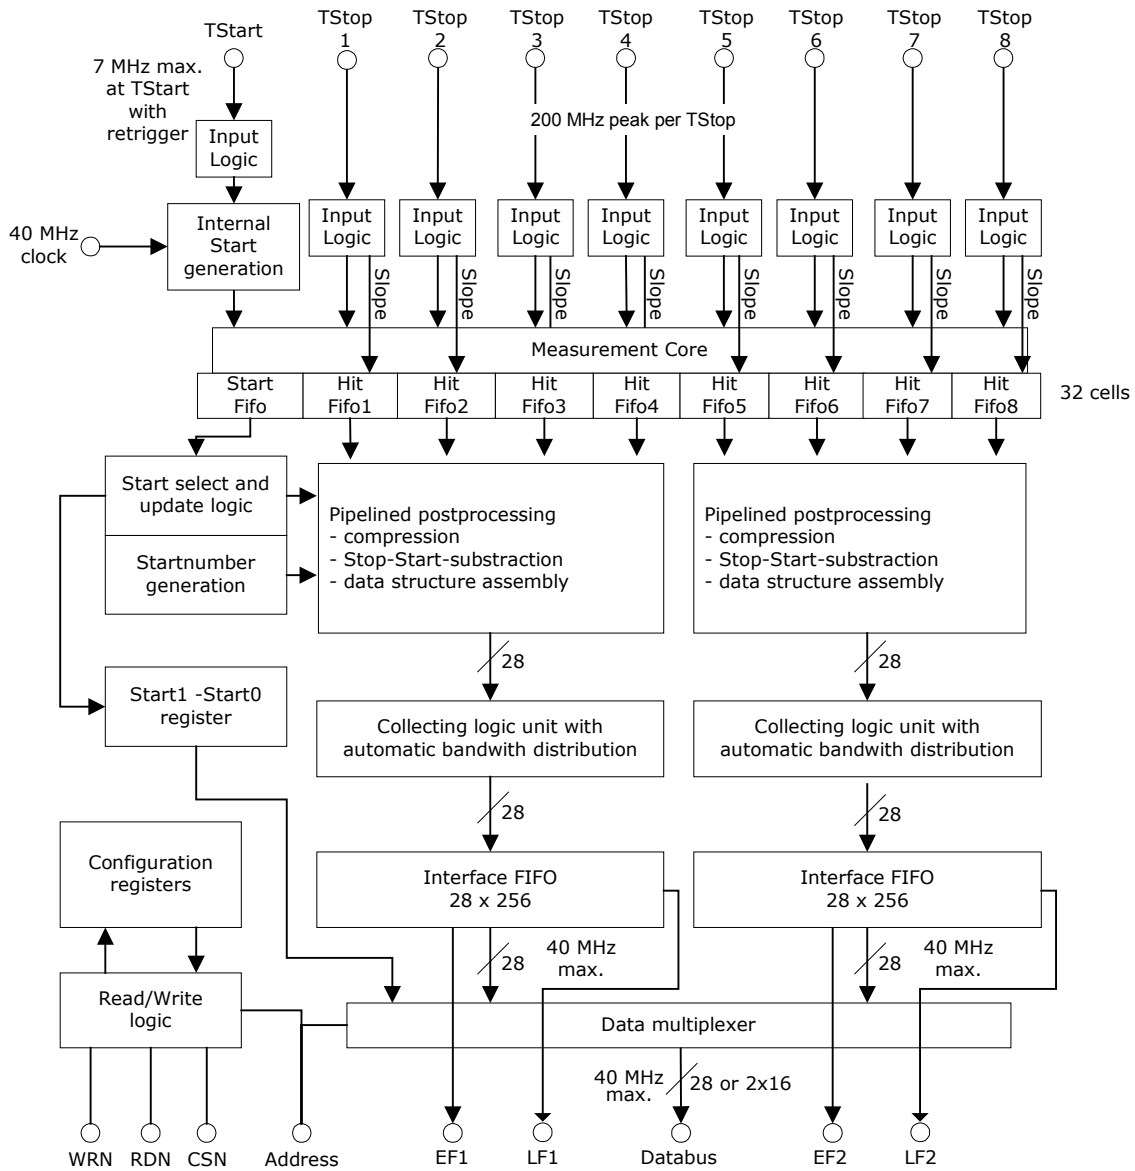 TStart
TStop
1
TStop
2
TStop
3
TStop
4
TStop
5
TStop
6
TStop
7
TStop
8
7 MHz max.
at TStart
with
retrigger
200 MHz peak per TStop
Input
Logic
40 MHz
clock
Internal
Start
generation
Input
Logic
Input
Logic
Input
Logic
Input
Logic
Input
Logic
Input
Logic
Input
Logic
Input
Logic
Slope
Slope
Slope
Slope
Slope
Slope
Slope
Slope
Measurement Core
Start
Fifo
Hit
Fifo1
Hit
Fifo2
Hit
Fifo3
Hit
Fifo4
Hit
Fifo5
Hit
Fifo6
Hit
Fifo7
Hit
Fifo8
32 cells
Start select and
update logic
Startnumber
generation
Pipelined postprocessing
- compression
- Stop-Start-substraction
- data structure assembly
Pipelined postprocessing
- compression
- Stop-Start-substraction
- data structure assembly
28
28
Start1 -Start0
register
Collecting logic unit with
automatic bandwith distribution
Collecting logic unit with
automatic bandwith distribution
28
28
Configuration
registers
Interface FIFO
28 x 256
Interface FIFO
28 x 256
28
40 MHz
max.
28
40 MHz
max.
Read/Write
logic
Data multiplexer
40 MHz
max.
28 or 2x16
WRN
RDN
CSN
Address
EF1
LF1
Databus
EF2
LF2